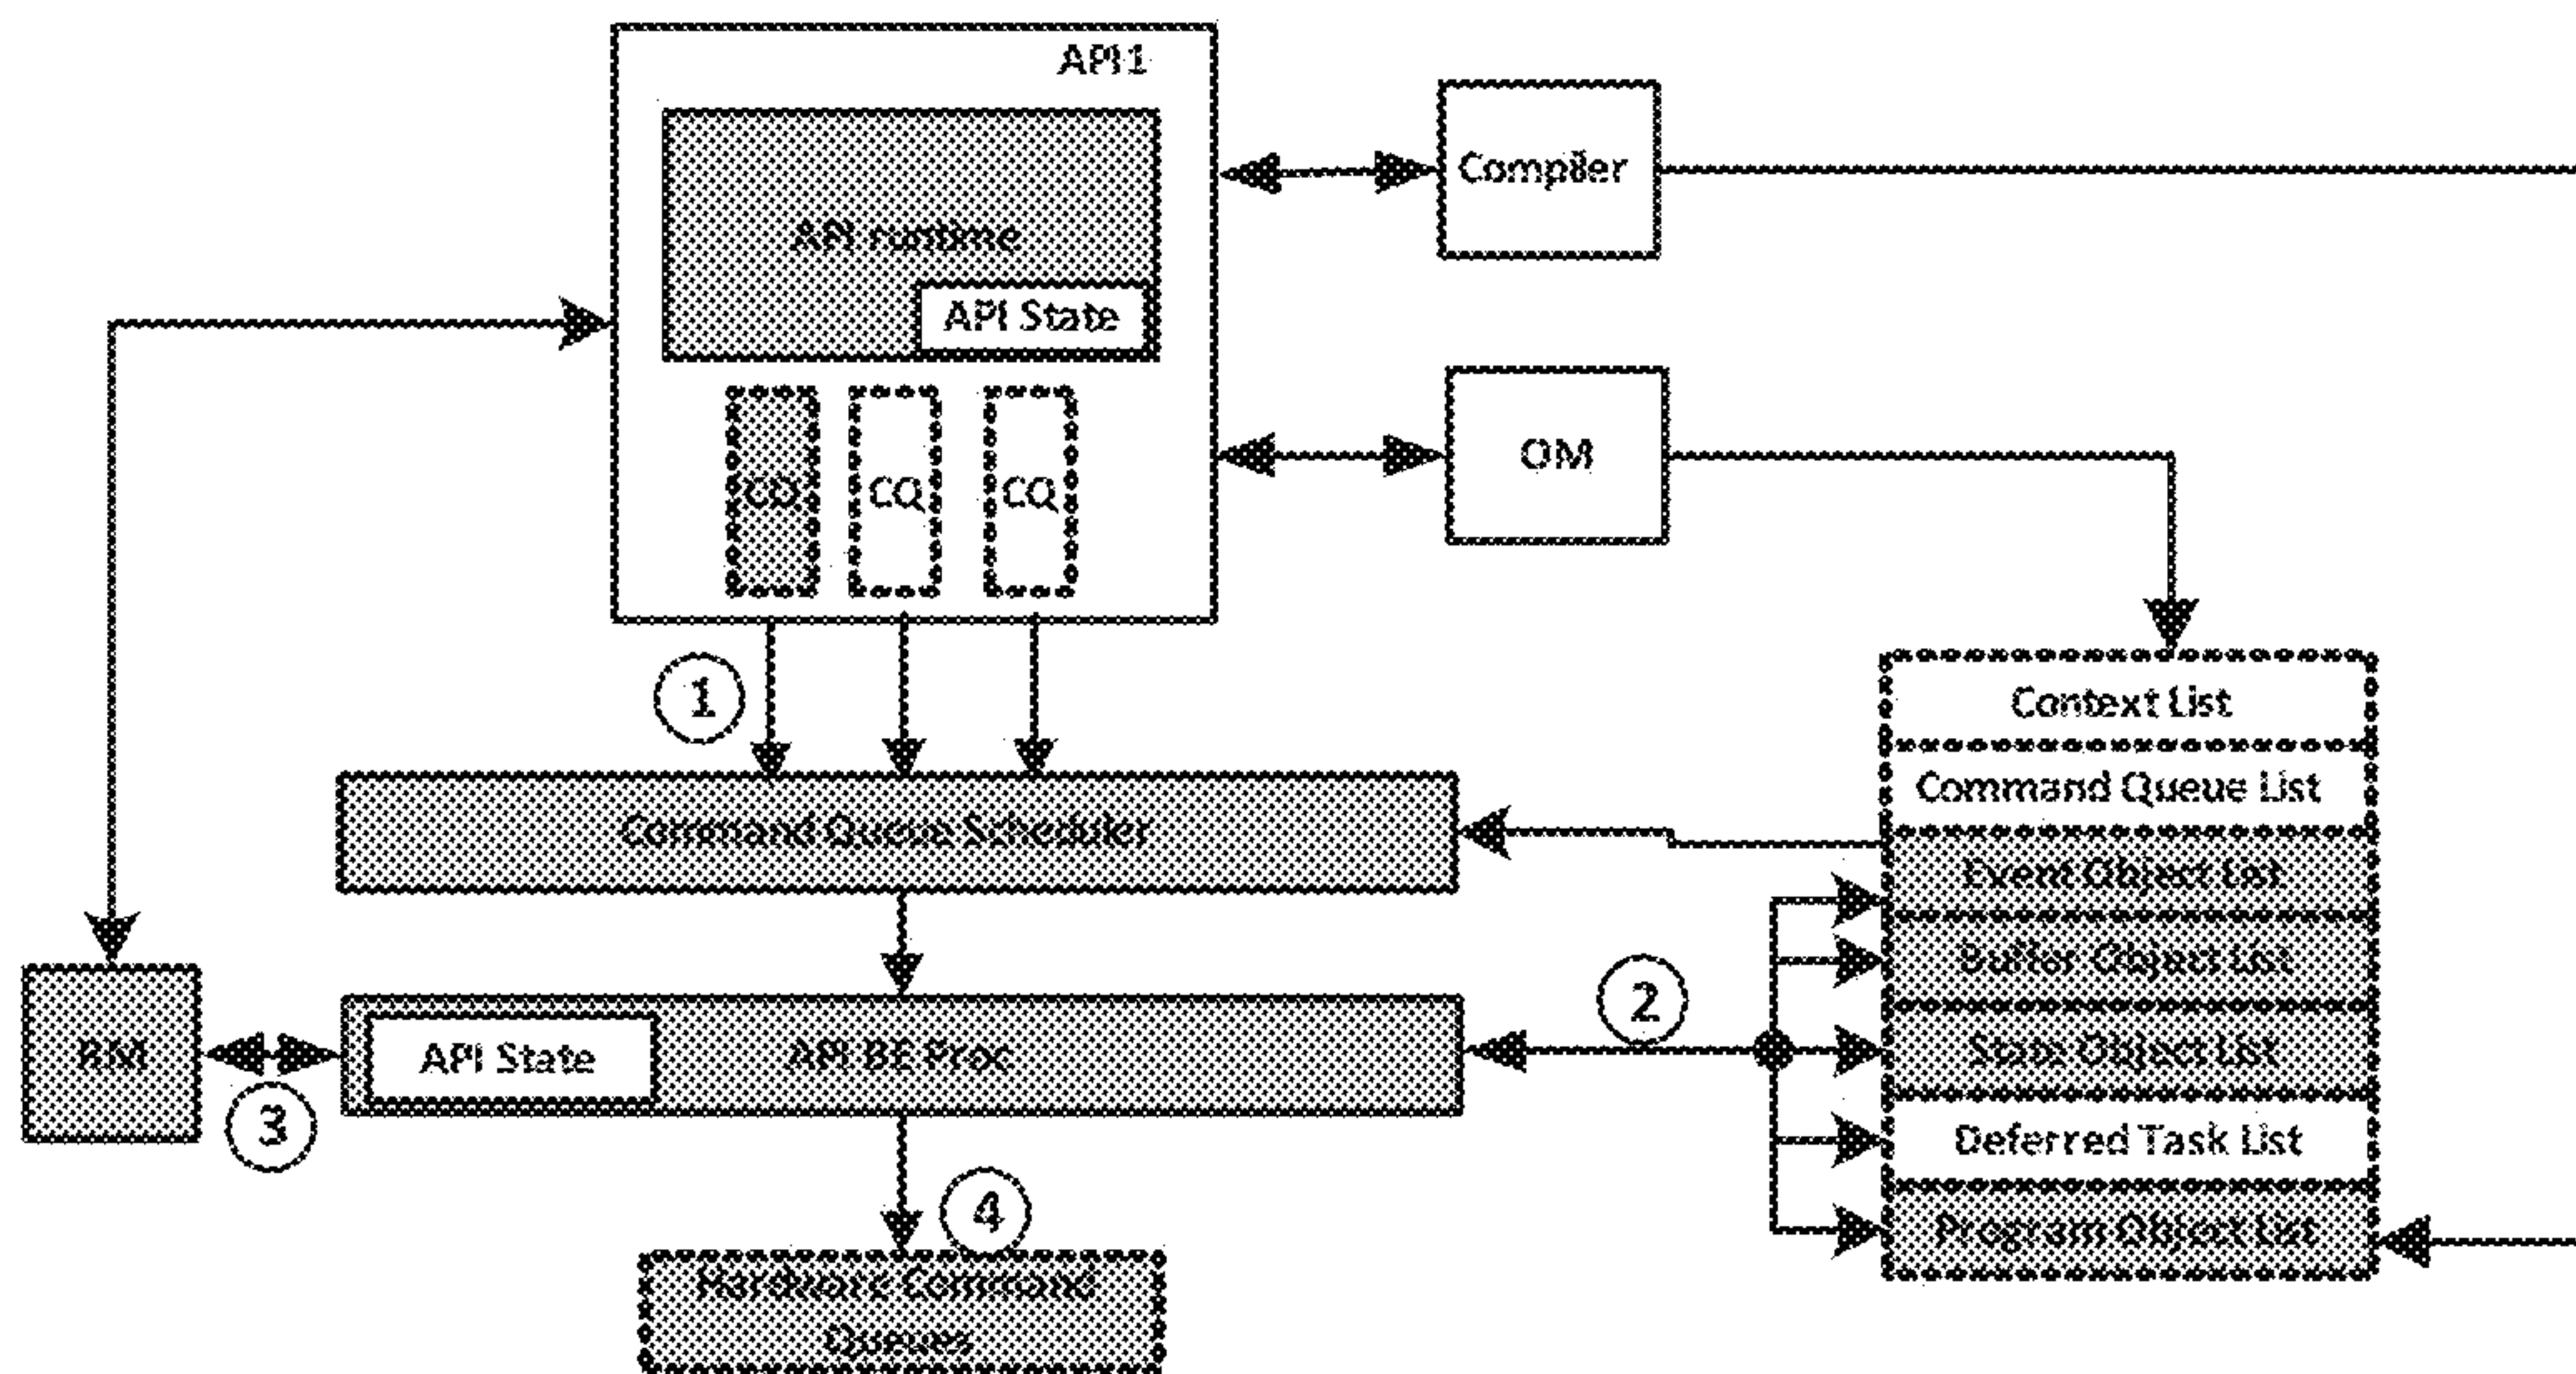 API1
API runtime
API State
CQ
CQ
CQ
Compiler
OM
1
Context List
Command Queue List
Command Queue Scheduler
Event Object List
Buffer Object List
2
State Object List
RM
3
API State
API BE Proc
Deferred Task List
4
Program Object List
Hardware Command
Queues